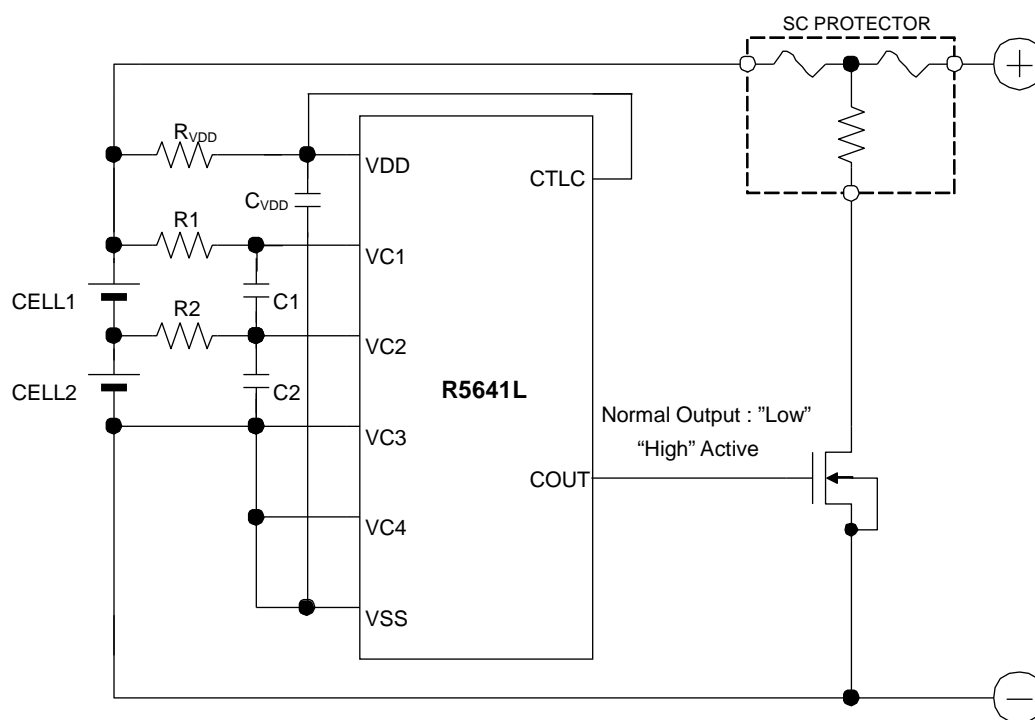 SC PROTECTOR
+
RVDD
VDD
CTLC
CVDD
R1
VC1
CELL1
C1
R2
VC2
CELL2
C2
R5641L
VC3
Normal Output : ”Low”
“High” Active
COUT
VC4
VSS
−